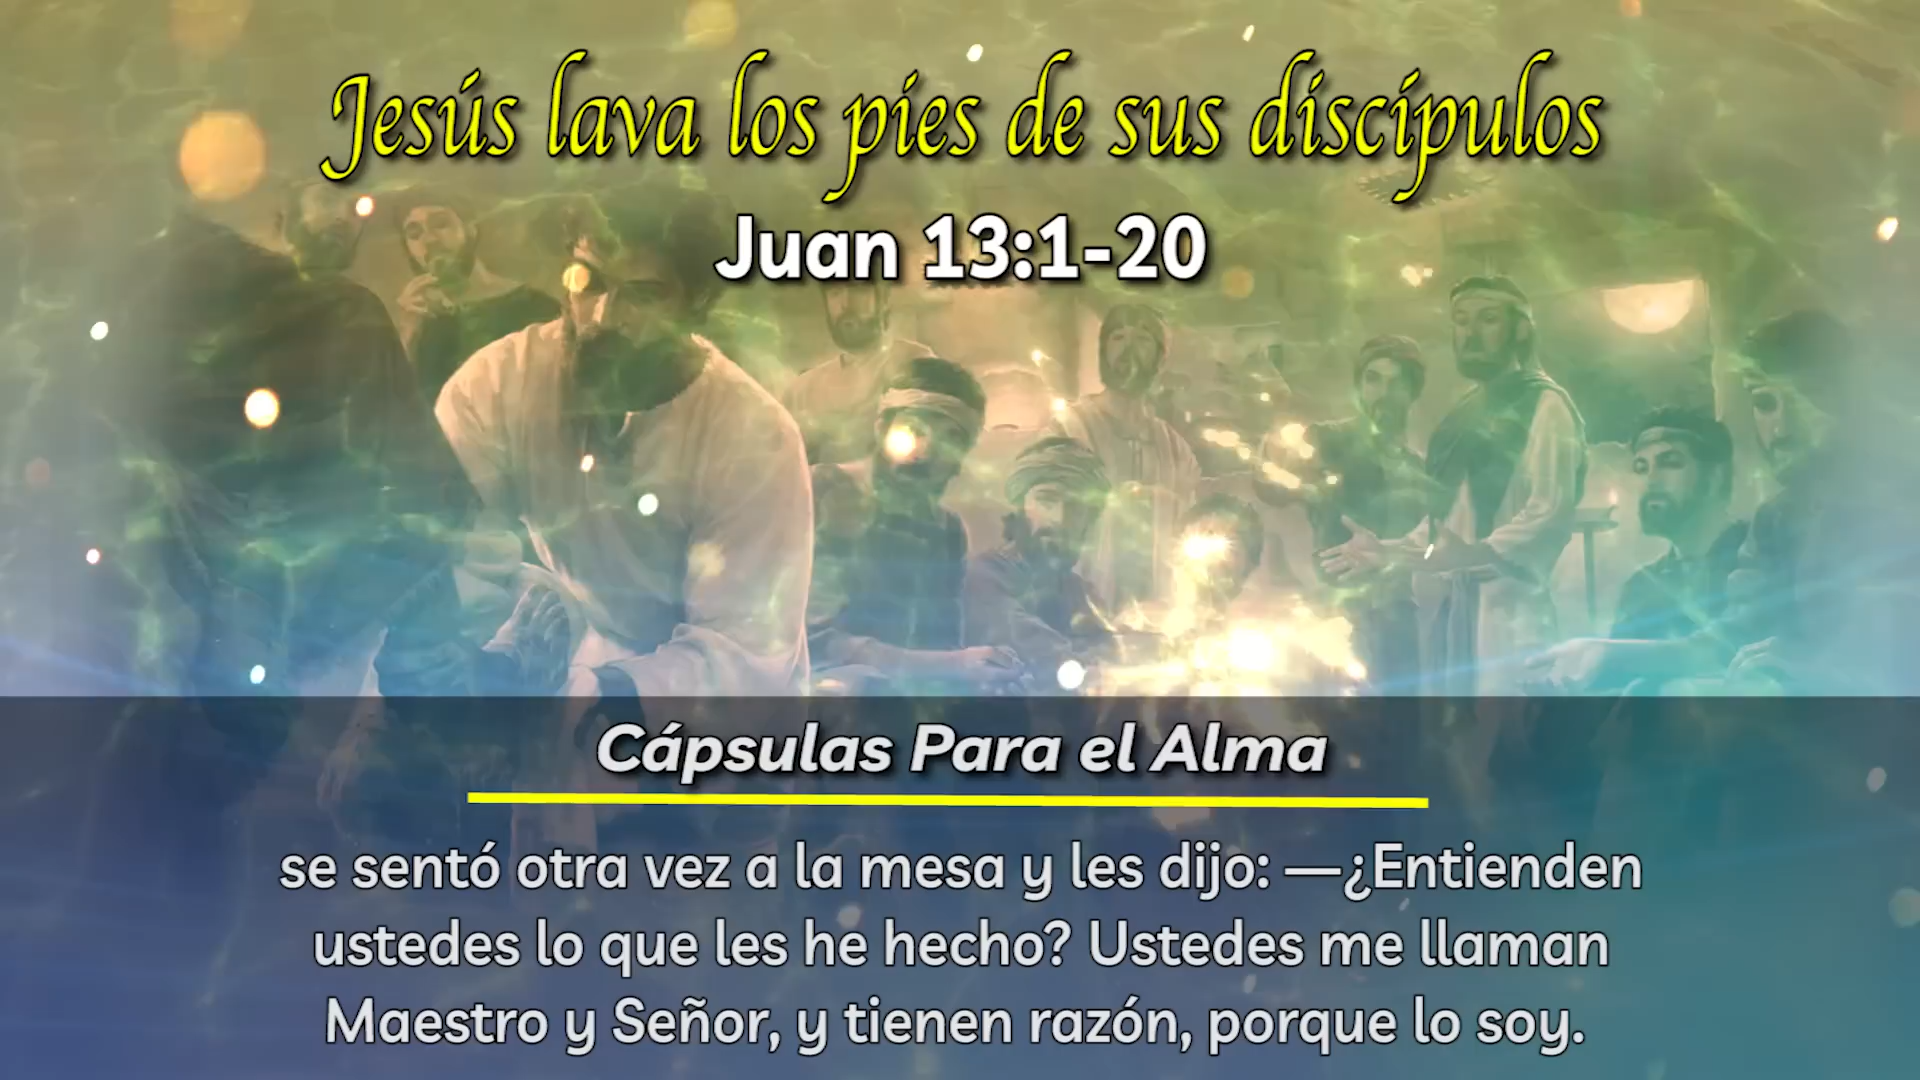 Jesús lava los pies de sus discípulos
Juan 13:1-20
Cápsulas Para el Alma
se sentó otra vez a la mesa y les dijo: —¿Entienden
ustedes lo que les he hecho? Ustedes me llaman
Maestro y Señor, y tienen razón, porque lo soy.